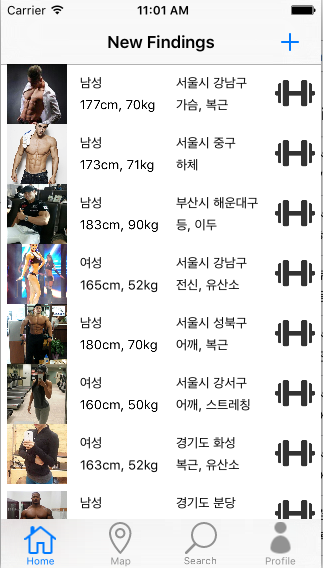 Carrier 11:01 AM
New Findings
남성 서울시 강남구
177cm, 70kg 가슴, 복근
남성 서울시 중구
173cm, 71kg 하체
남성 부산시 해운대구
183cm, 90kg 등, 이두
여성 서울시 강남구
165cm, 52kg 전신, 유산소
남성 서울시 성북구
180cm, 70kg 어깨, 복근
여성 서울시 강서구
160cm, 50kg 어깨, 스트레칭
여성 경기도 화성
163cm, 52kg 복근, 유산소
남성 경기도 분당
Home Map Search Profile